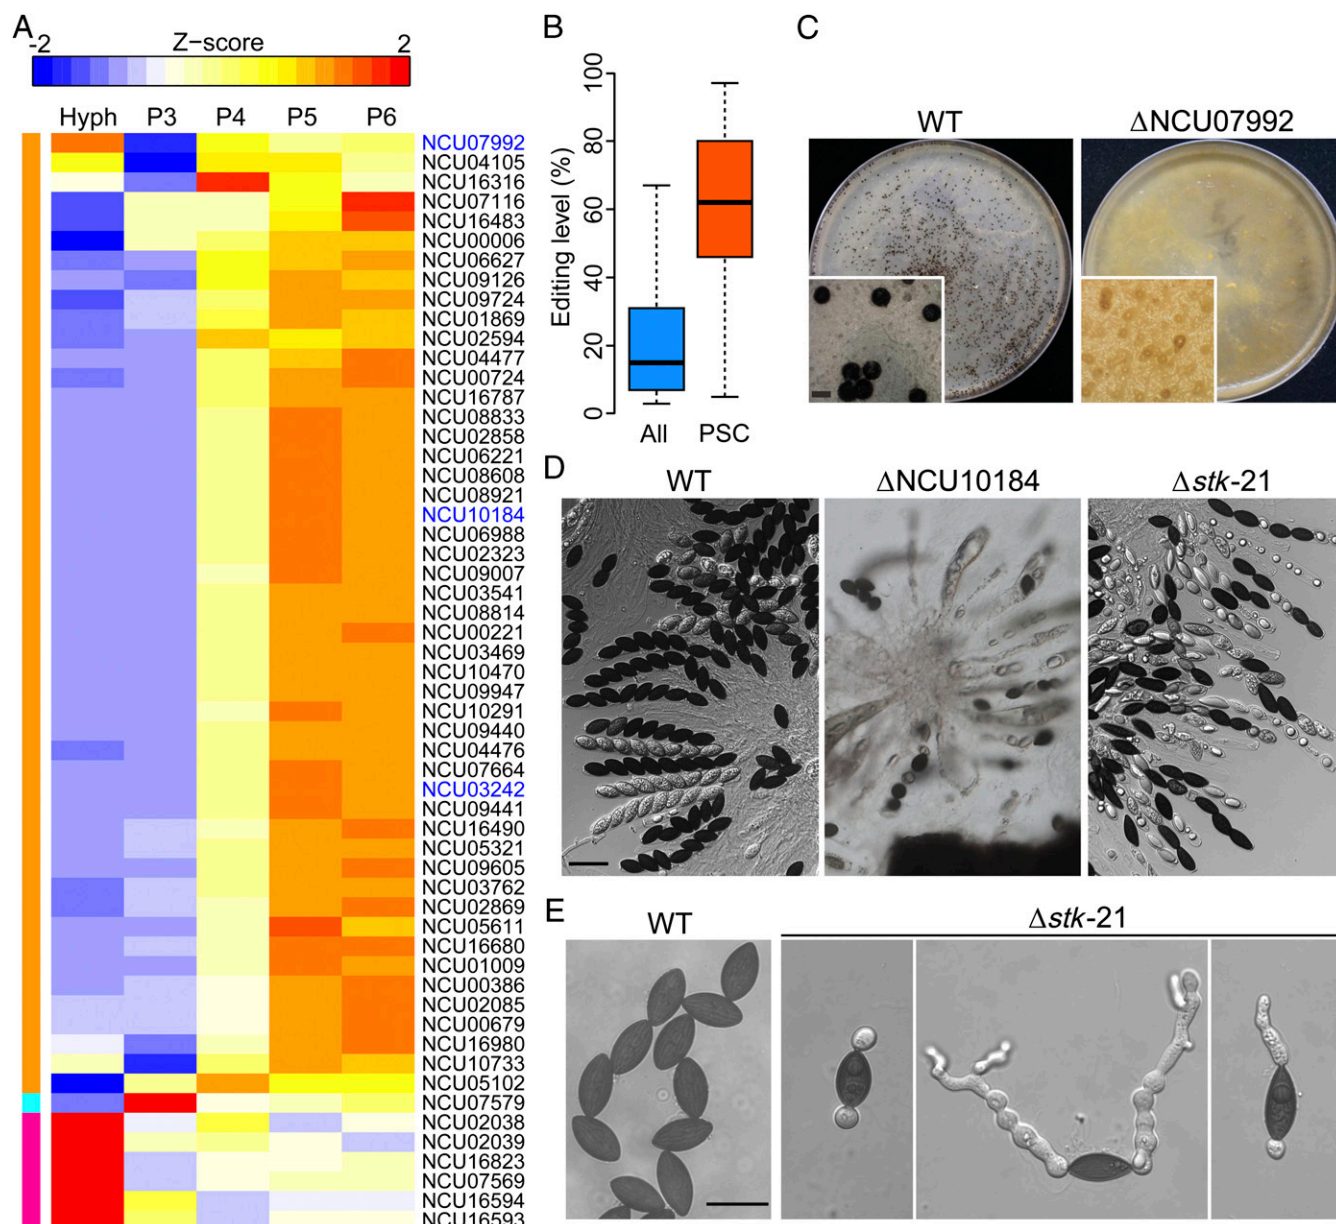 A
-2 Z-score 2
Hyph P3 P4 P5 P6
NCU07992
NCU04105
NCU16316
NCU07116
NCU16483
NCU00006
NCU06627
NCU09126
NCU09724
NCU01869
NCU02594
NCU04477
NCU00724
NCU16787
NCU08833
NCU02858
NCU06221
NCU08608
NCU08921
NCU10184
NCU06988
NCU02323
NCU09007
NCU03541
NCU08814
NCU00221
NCU03469
NCU10470
NCU09947
NCU10291
NCU09440
NCU04476
NCU07664
NCU03242
NCU09441
NCU16490
NCU05321
NCU09605
NCU03762
NCU02869
NCU05611
NCU16680
NCU01009
NCU00386
NCU02085
NCU00679
NCU16980
NCU10733
NCU05102
NCU07579
NCU02038
NCU02039
NCU16823
NCU07569
NCU16594
NCU16593
B
Editing level (%)
100
80
60
40
20
0
All PSC
C
WT ΔNCU07992
D
WT ΔNCU10184 Δstk-21
E
WT Δstk-21